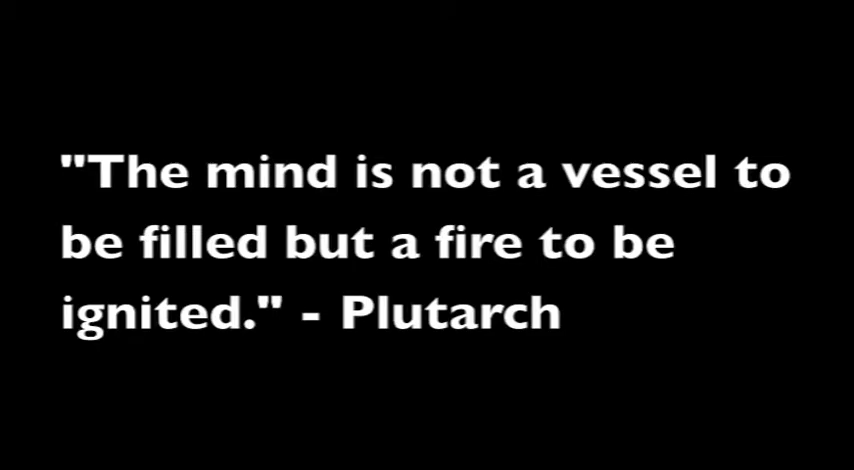 "The mind is not a vessel to
be filled but a fire to be
ignited." - Plutarch